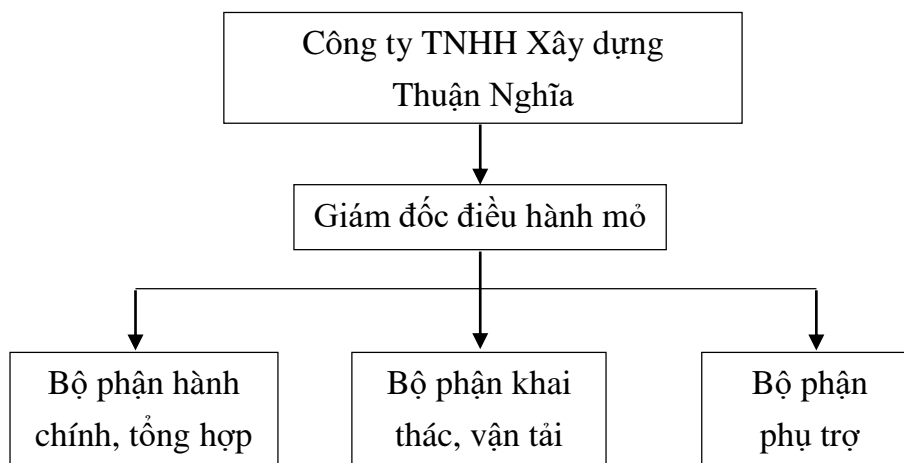 Công ty TNHH Xây dựng
Thuận Nghĩa
Giám đốc điều hành mỏ
Bộ phận hành
chính, tổng hợp
Bộ phận khai
thác, vận tải
Bộ phận
phụ trợ